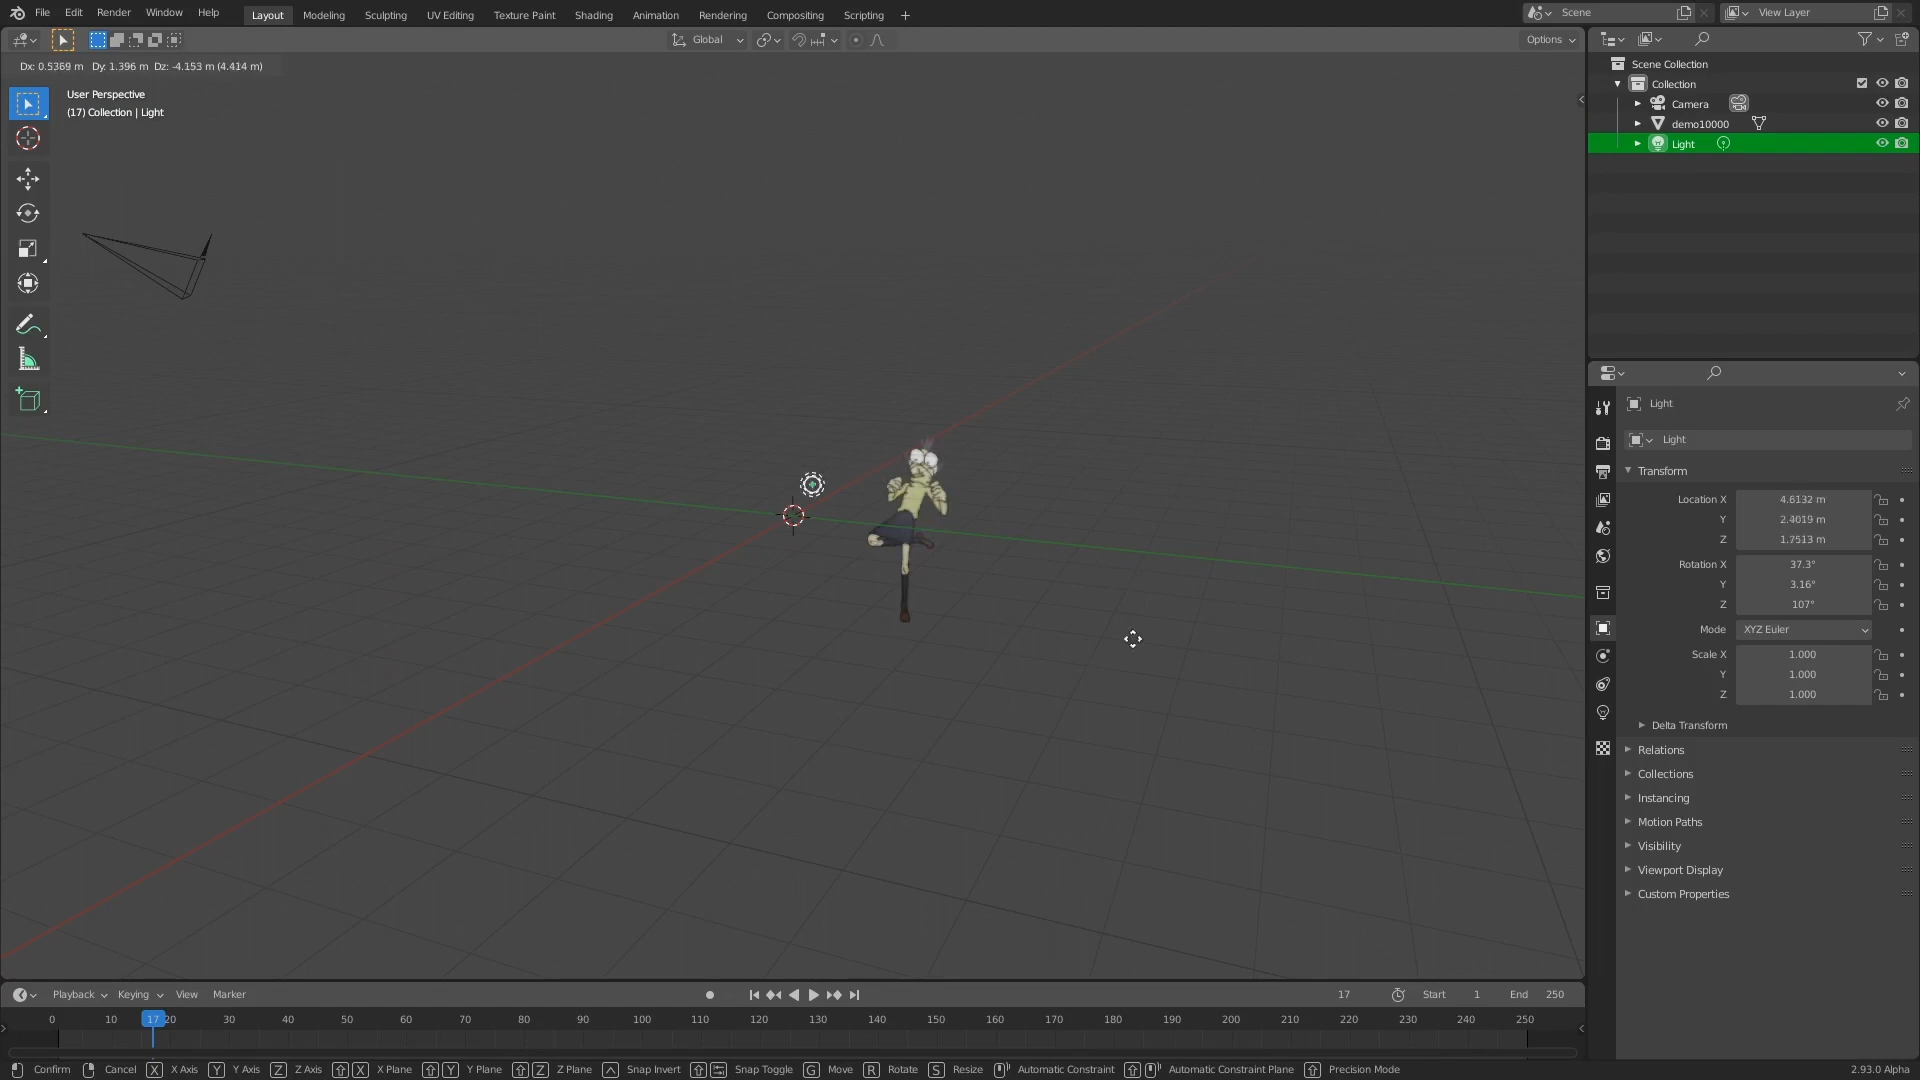 File Edit Render Window Help Layout Modeling Sculpting UV Editing Texture Paint Shading Animation Rendering Compositing Scripting + Scene View Layer
Global Options
Dx: 0.5369 m Dy: 1.396 m Dz: -4.153 m (4.414 m)
User Perspective
(17) Collection | Light
Scene Collection
Collection
Camera
demo10000
Light
Light
Light
Transform
Location X 4.6132 m
Y 2.4019 m
Z 1.7513 m
Rotation X 37.3°
Y 3.16°
Z 107°
Mode XYZ Euler
Scale X 1.000
Y 1.000
Z 1.000
Delta Transform
Relations
Collections
Instancing
Motion Paths
Visibility
Viewport Display
Custom Properties
Playback Keying View Marker 17 Start 1 End 250
0 10 17 20 30 40 50 60 70 80 90 100 110 120 130 140 150 160 170 180 190 200 210 220 230 240 250
Confirm Cancel X X Axis Y Y Axis Z Z Axis X X Plane Y Y Plane Z Z Plane Snap Invert Snap Toggle G Move R Rotate S Resize Automatic Constraint Automatic Constraint Plane Precision Mode 2.93.0 Alpha